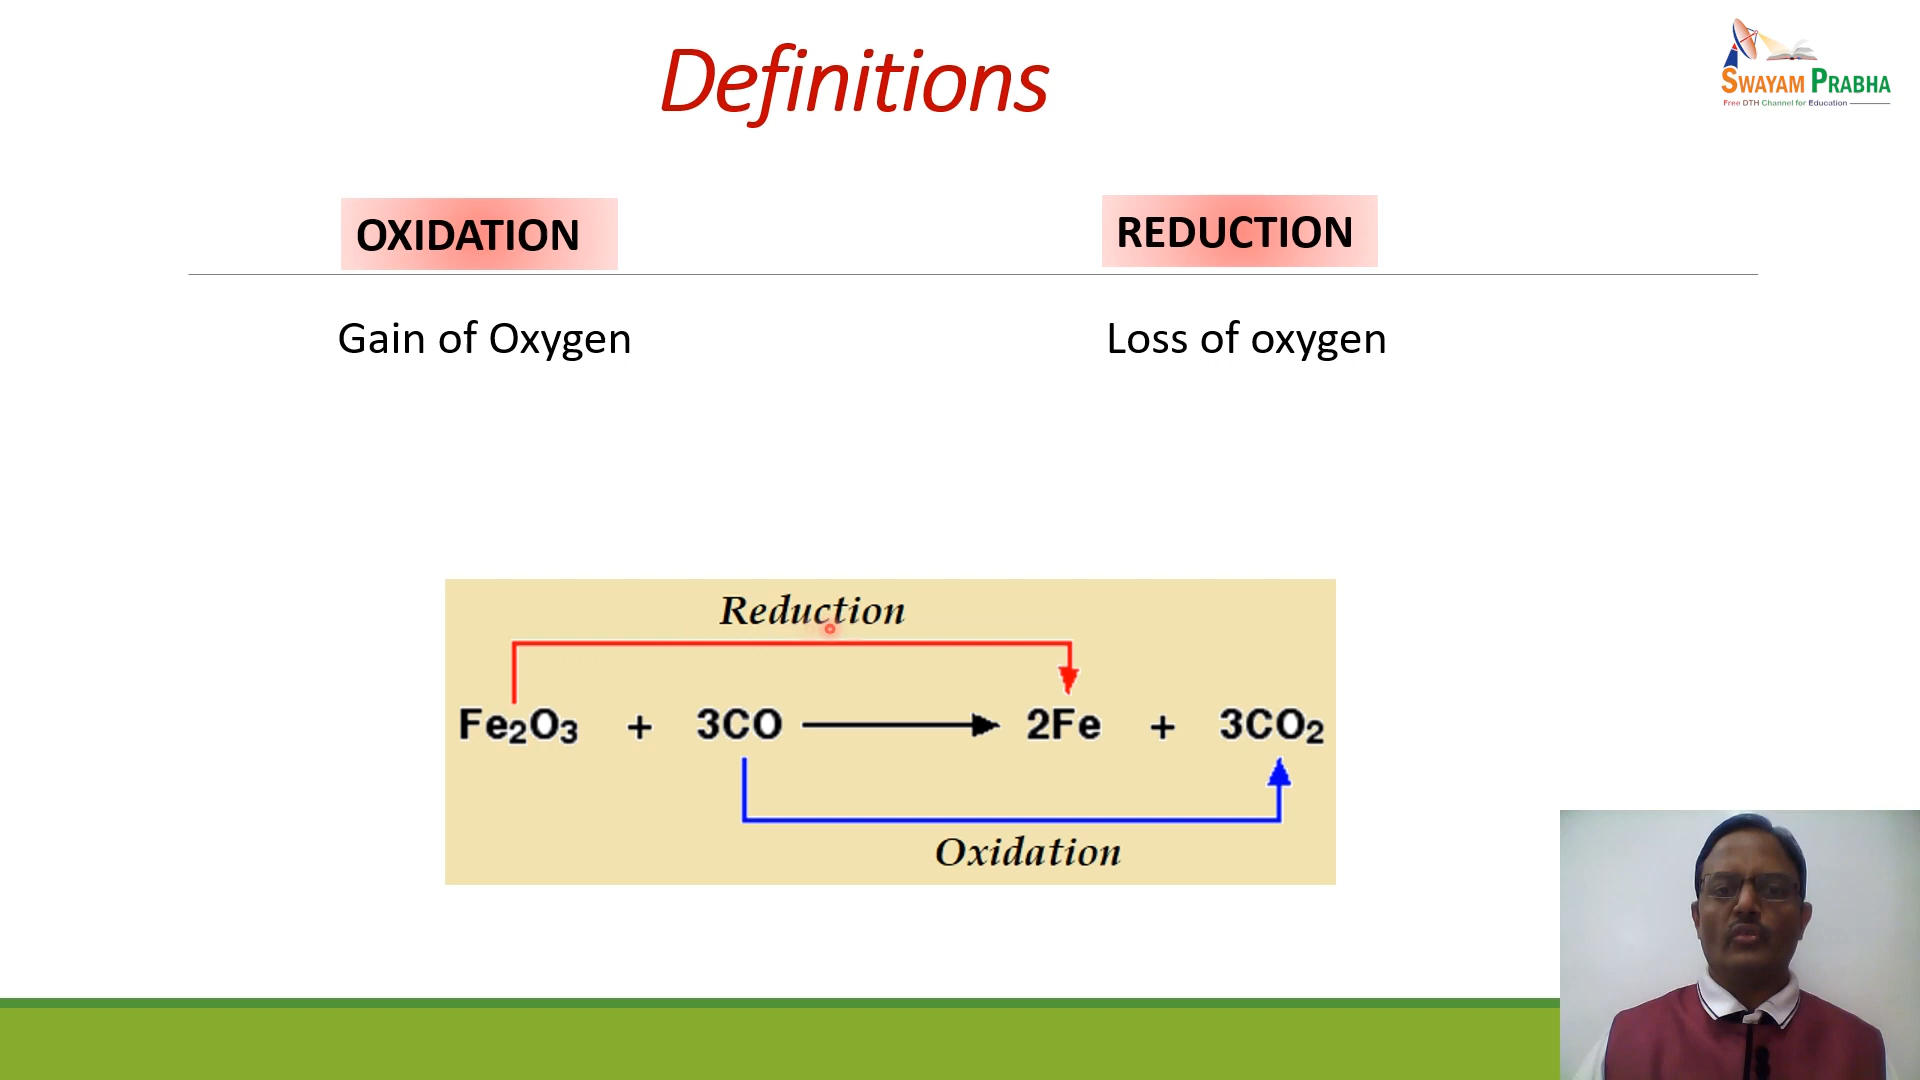 Definitions
SWAYAM PRABHA
Free DTH Channel for Education
OXIDATION
REDUCTION
Gain of Oxygen
Loss of oxygen
Reduction
Fe₂O₃ + 3CO ⟶ 2Fe + 3CO₂
Oxidation